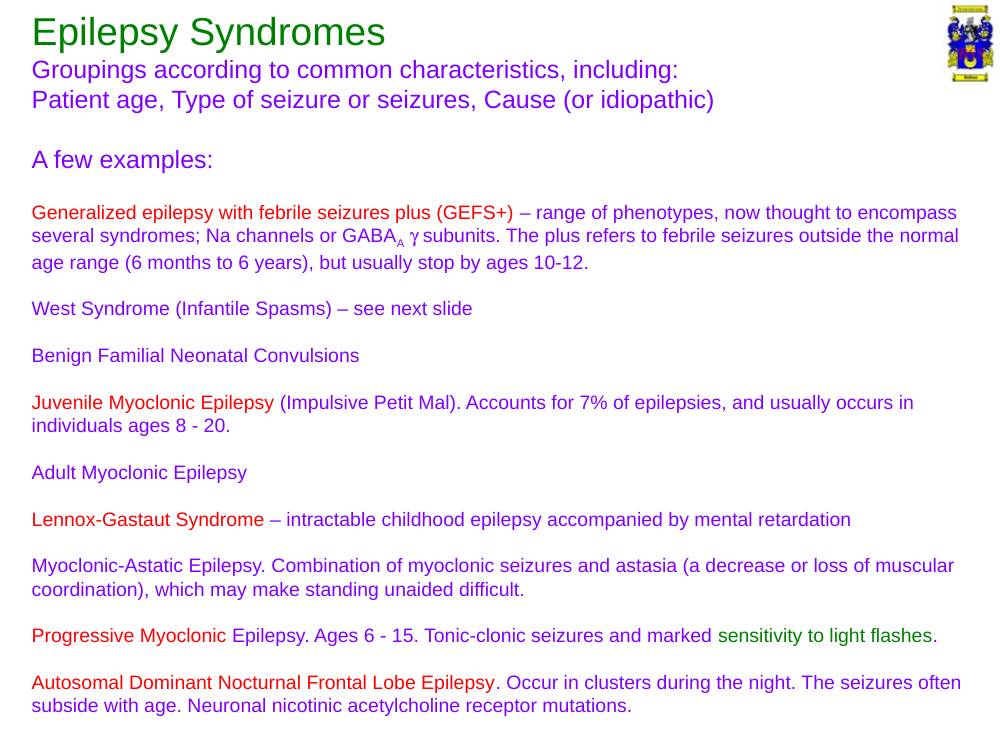 Epilepsy Syndromes
Groupings according to common characteristics, including:
Patient age, Type of seizure or seizures, Cause (or idiopathic)
A few examples:
Generalized epilepsy with febrile seizures plus (GEFS+) – range of phenotypes, now thought to encompass
several syndromes; Na channels or GABAA γ subunits. The plus refers to febrile seizures outside the normal
age range (6 months to 6 years), but usually stop by ages 10-12.
West Syndrome (Infantile Spasms) – see next slide
Benign Familial Neonatal Convulsions
Juvenile Myoclonic Epilepsy (Impulsive Petit Mal). Accounts for 7% of epilepsies, and usually occurs in
individuals ages 8 - 20.
Adult Myoclonic Epilepsy
Lennox-Gastaut Syndrome – intractable childhood epilepsy accompanied by mental retardation
Myoclonic-Astatic Epilepsy. Combination of myoclonic seizures and astasia (a decrease or loss of muscular
coordination), which may make standing unaided difficult.
Progressive Myoclonic Epilepsy. Ages 6 - 15. Tonic-clonic seizures and marked sensitivity to light flashes.
Autosomal Dominant Nocturnal Frontal Lobe Epilepsy. Occur in clusters during the night. The seizures often
subside with age. Neuronal nicotinic acetylcholine receptor mutations.